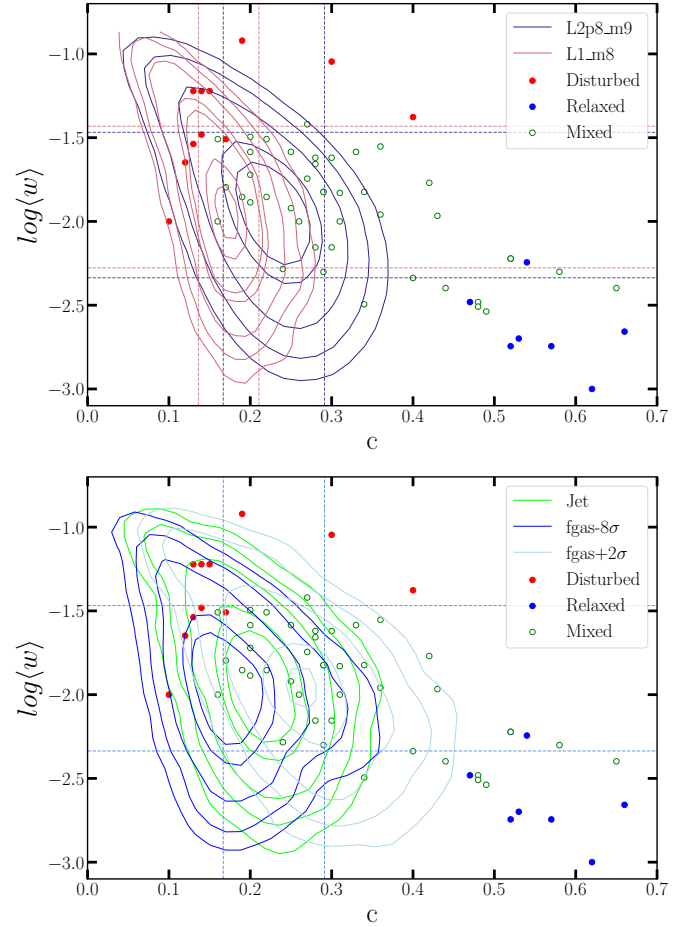 −1.0
−1.5
−2.0
−2.5
−3.0
log⟨w⟩
L2p8_m9
L1_m8
Disturbed
Relaxed
Mixed
0.0 0.1 0.2 0.3 0.4 0.5 0.6 0.7
c
−1.0
−1.5
−2.0
−2.5
−3.0
log⟨w⟩
Jet
fgas-8σ
fgas+2σ
Disturbed
Relaxed
Mixed
0.0 0.1 0.2 0.3 0.4 0.5 0.6 0.7
c